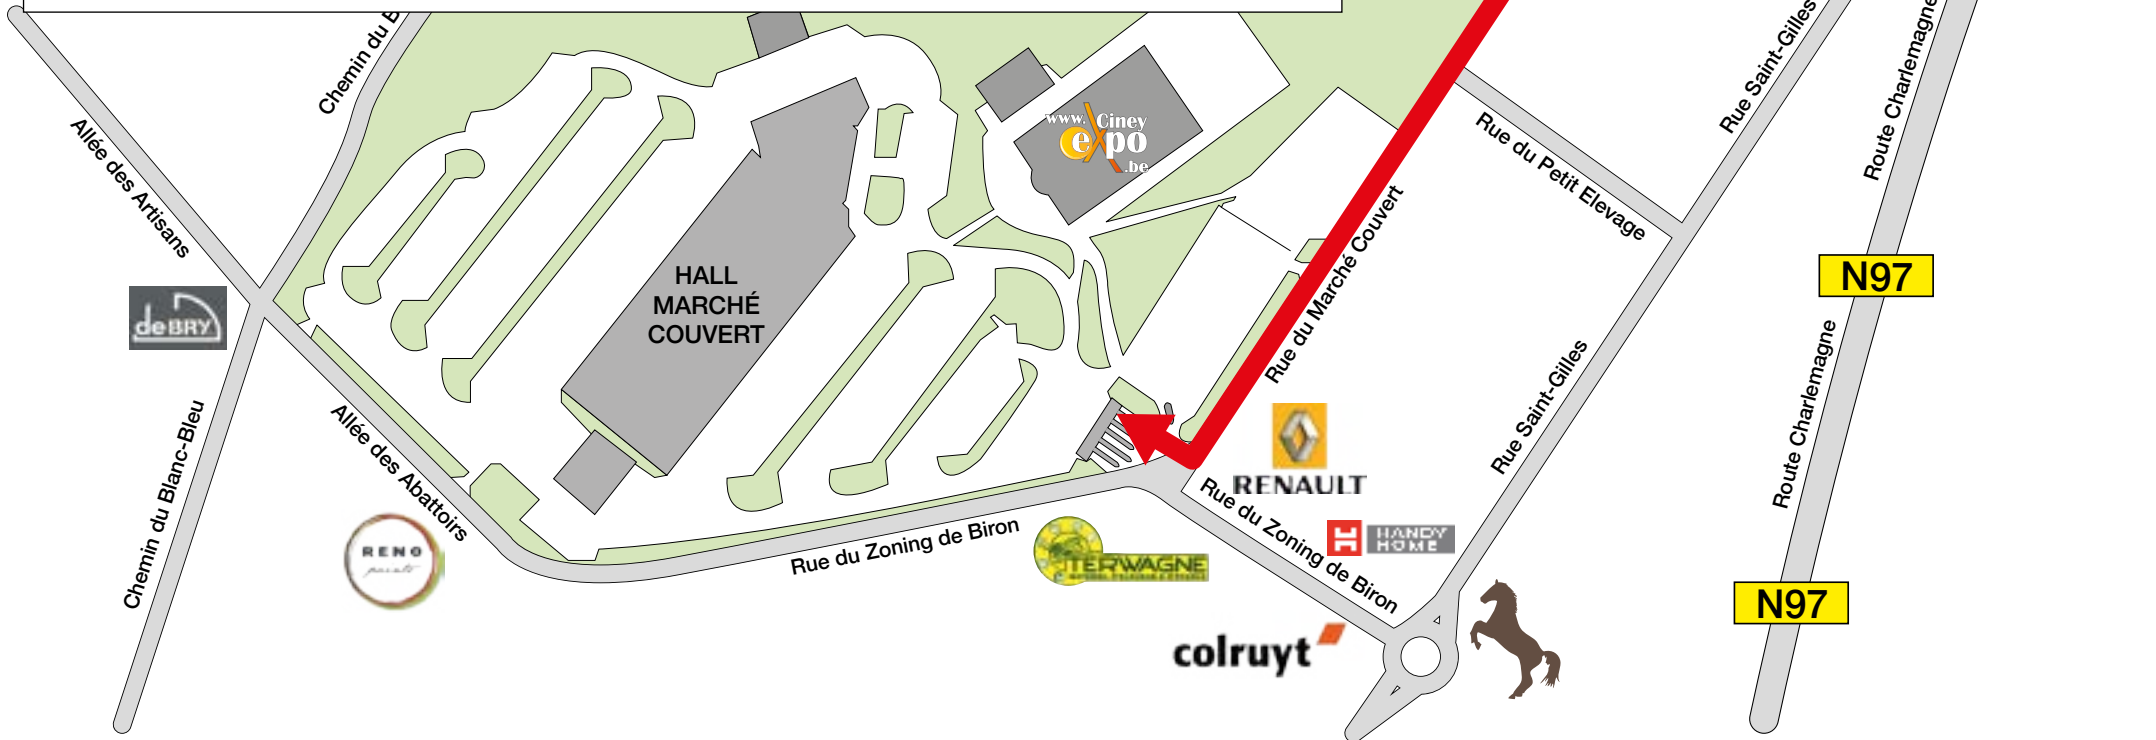 Chemin du B
Rue Saint-Gilles
Route Charlemagne
Allée des Artisans
www. Ciney
expo
.be
Rue du Petit Elevage
Rue du Marché Couvert
HALL
MARCHÉ
COUVERT
N97
deBRY
Rue Saint-Gilles
Route Charlemagne
Chemin du Blanc-Bleu
Allée des Abattoirs
RENAULT
Rue du Zoning de Biron
HANDY
HOME
RENO
Rue du Zoning de Biron
TERWAGNE
N97
colruyt